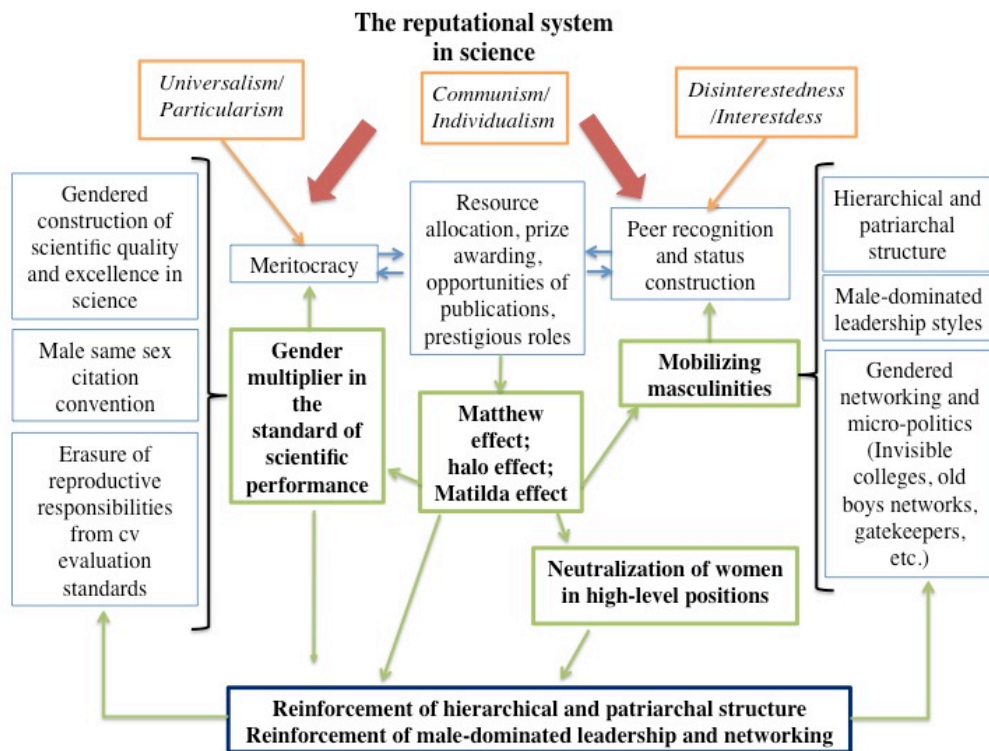 The reputational system
in science
Universalism/
Particularism
Communism/
Individualism
Disinterestedness
/Interestdess
Gendered
construction of
scientific quality
and excellence in
science
Male same sex
citation
convention
Erasure of
reproductive
responsibilities
from cv
evaluation
standards
Meritocracy
Resource
allocation, prize
awarding,
opportunities of
publications,
prestigious roles
Peer recognition
and status
construction
Gender
multiplier in
the
standard of
scientific
performance
Matthew
effect;
halo effect;
Matilda effect
Mobilizing
masculinities
Neutralization of women
in high-level positions
Hierarchical and
patriarchal
structure
Male-dominated
leadership styles
Gendered
networking and
micro-politics
(Invisible
colleges, old
boys networks,
gatekeepers,
etc.)
Reinforcement of hierarchical and patriarchal structure
Reinforcement of male-dominated leadership and networking